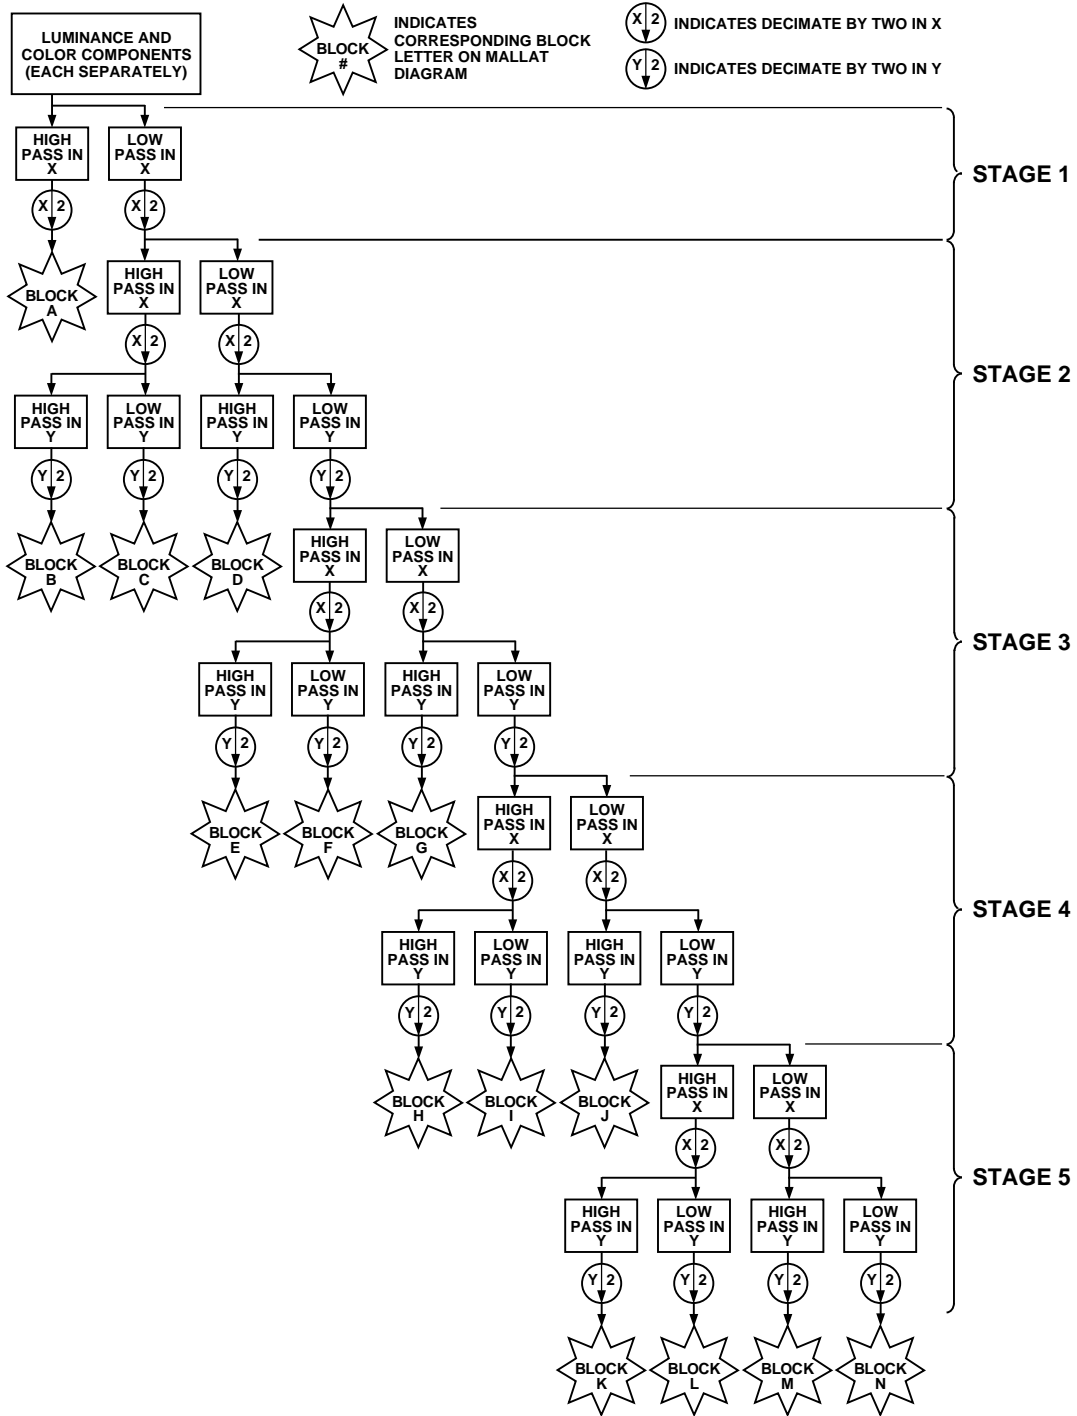 LUMINANCE AND
COLOR COMPONENTS
(EACH SEPARATELY)
BLOCK
#
INDICATES
CORRESPONDING BLOCK
LETTER ON MALLAT
DIAGRAM
X 2
INDICATES DECIMATE BY TWO IN X
Y 2
INDICATES DECIMATE BY TWO IN Y
HIGH
PASS IN
X
LOW
PASS IN
X
STAGE 1
X 2
X 2
BLOCK
A
HIGH
PASS IN
X
LOW
PASS IN
X
X 2
X 2
STAGE 2
HIGH
PASS IN
Y
LOW
PASS IN
Y
HIGH
PASS IN
Y
LOW
PASS IN
Y
Y 2
Y 2
Y 2
Y 2
BLOCK
B
BLOCK
C
BLOCK
D
HIGH
PASS IN
X
LOW
PASS IN
X
X 2
X 2
STAGE 3
HIGH
PASS IN
Y
LOW
PASS IN
Y
HIGH
PASS IN
Y
LOW
PASS IN
Y
Y 2
Y 2
Y 2
Y 2
BLOCK
E
BLOCK
F
BLOCK
G
HIGH
PASS IN
X
LOW
PASS IN
X
X 2
X 2
STAGE 4
HIGH
PASS IN
Y
LOW
PASS IN
Y
HIGH
PASS IN
Y
LOW
PASS IN
Y
Y 2
Y 2
Y 2
Y 2
BLOCK
H
BLOCK
I
BLOCK
J
HIGH
PASS IN
X
LOW
PASS IN
X
X 2
X 2
STAGE 5
HIGH
PASS IN
Y
LOW
PASS IN
Y
HIGH
PASS IN
Y
LOW
PASS IN
Y
Y 2
Y 2
Y 2
Y 2
BLOCK
K
BLOCK
L
BLOCK
M
BLOCK
N